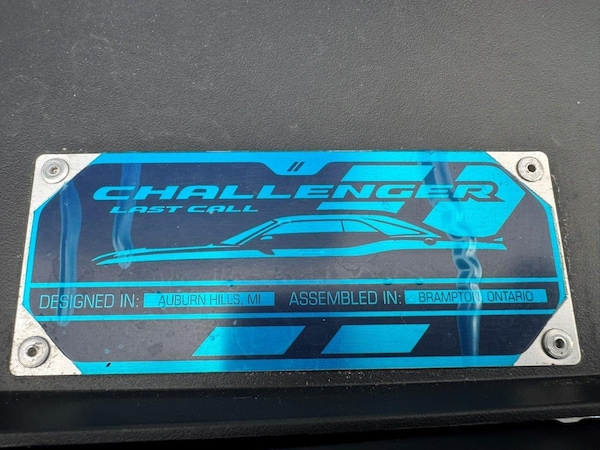 CHALLENGER
LAST CALL
DESIGNED IN: AUBURN HILLS, MI ASSEMBLED IN: BRAMPTON, ONTARIO